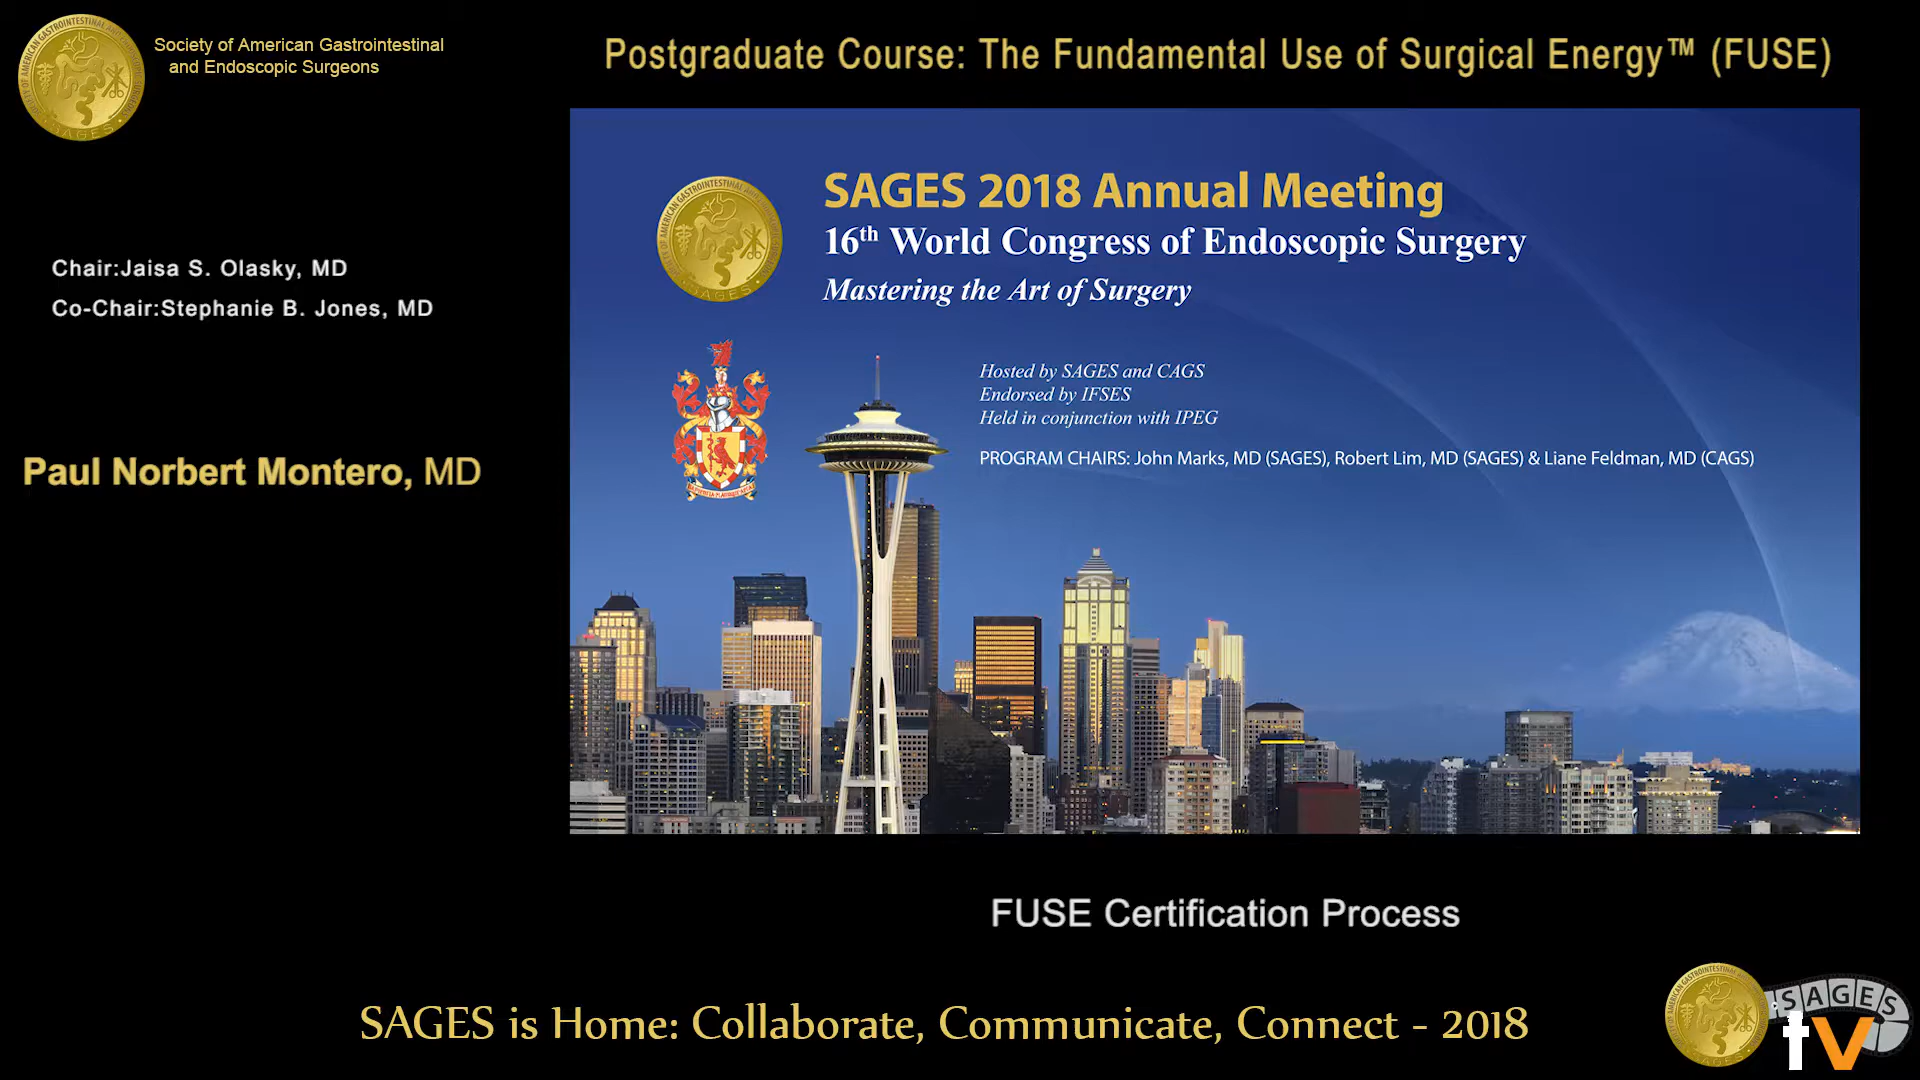 Society of American Gastrointestinal
and Endoscopic Surgeons
Postgraduate Course: The Fundamental Use of Surgical Energy™ (FUSE)
Chair:Jaisa S. Olasky, MD
Co-Chair:Stephanie B. Jones, MD
Paul Norbert Montero, MD
SAGES 2018 Annual Meeting
16th World Congress of Endoscopic Surgery
Mastering the Art of Surgery
Hosted by SAGES and CAGS
Endorsed by IFSES
Held in conjunction with IPEG
PROGRAM CHAIRS: John Marks, MD (SAGES), Robert Lim, MD (SAGES) & Liane Feldman, MD (CAGS)
FUSE Certification Process
SAGES is Home: Collaborate, Communicate, Connect - 2018
SAGES
tv